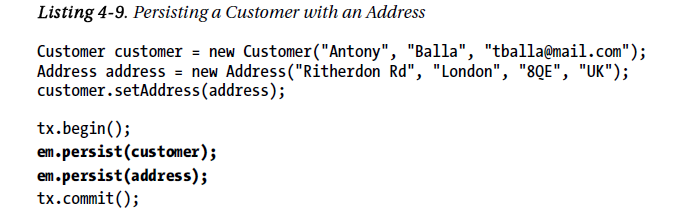 Listing 4-9. Persisting a Customer with an Address
Customer customer = new Customer("Antony", "Balla", "tballa@mail.com");
Address address = new Address("Ritherdon Rd", "London", "8QE", "UK");
customer.setAddress(address);
tx.begin();
em.persist(customer);
em.persist(address);
tx.commit();